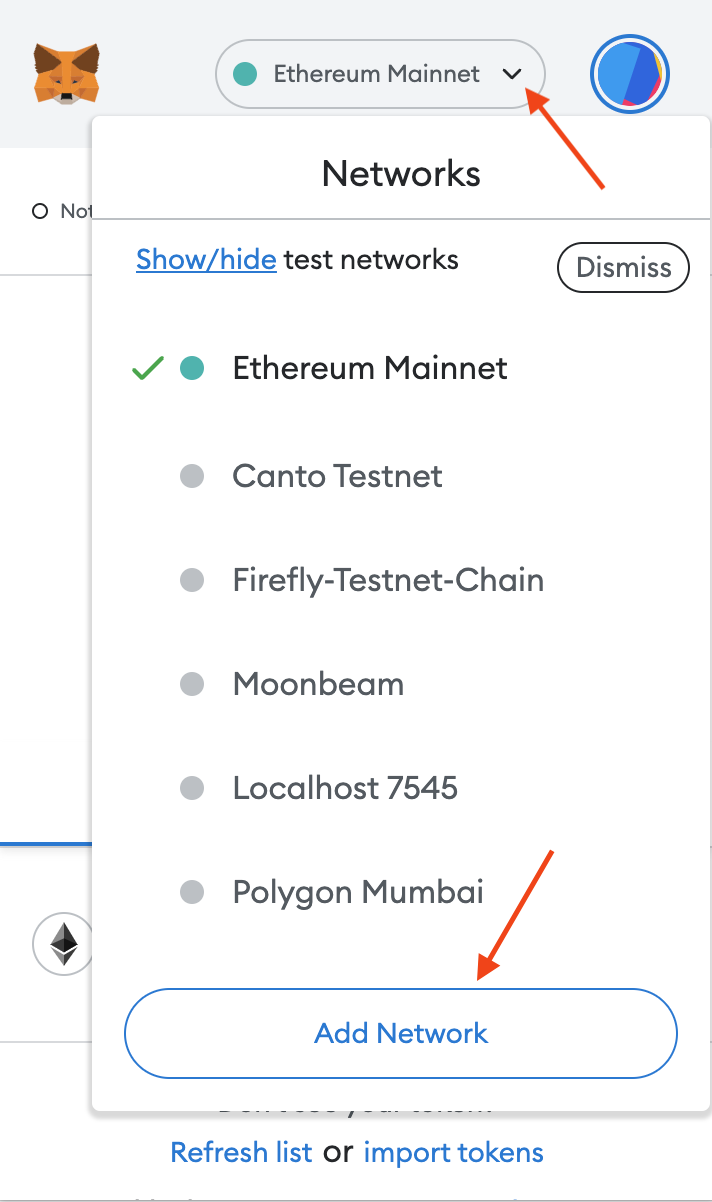 Ethereum Mainnet
Networks
Not
Show/hide test networks
Dismiss
Ethereum Mainnet
Canto Testnet
Firefly-Testnet-Chain
Moonbeam
Localhost 7545
Polygon Mumbai
Add Network
Refresh list or import tokens